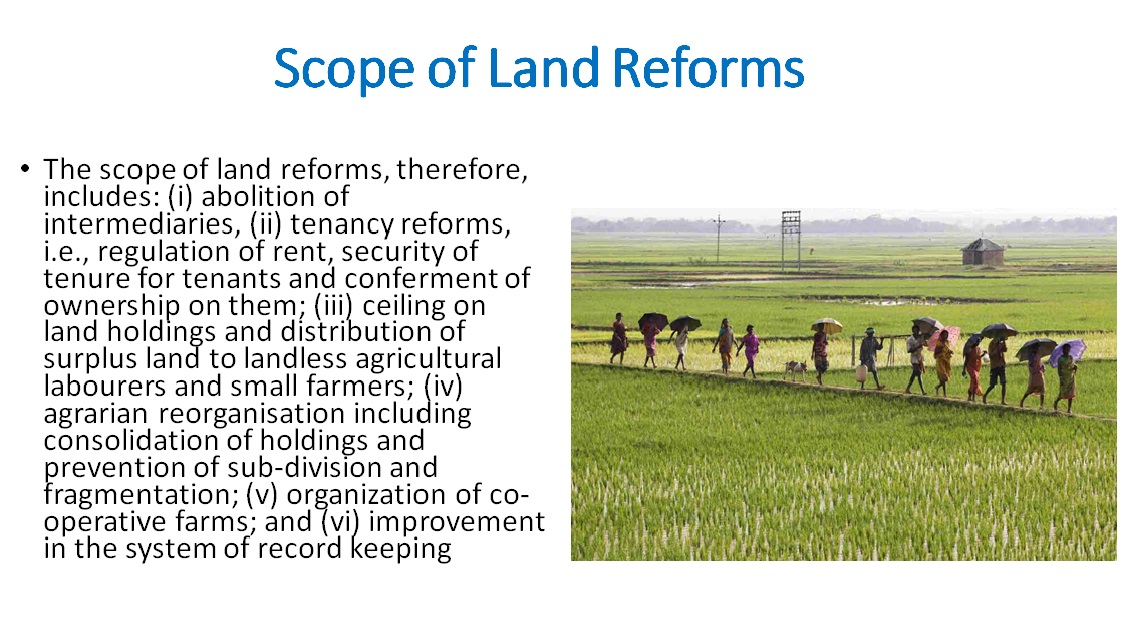 Scope of Land Reforms
• The scope of land reforms, therefore,
includes: (i) abolition of
intermediaries, (ii) tenancy reforms,
i.e., regulation of rent, security of
tenure for tenants and conferment of
ownership on them; (iii) ceiling on
land holdings and distribution of
surplus land to landless agricultural
labourers and small farmers; (iv)
agrarian reorganisation including
consolidation of holdings and
prevention of sub-division and
fragmentation; (v) organization of co-
operative farms; and (vi) improvement
in the system of record keeping